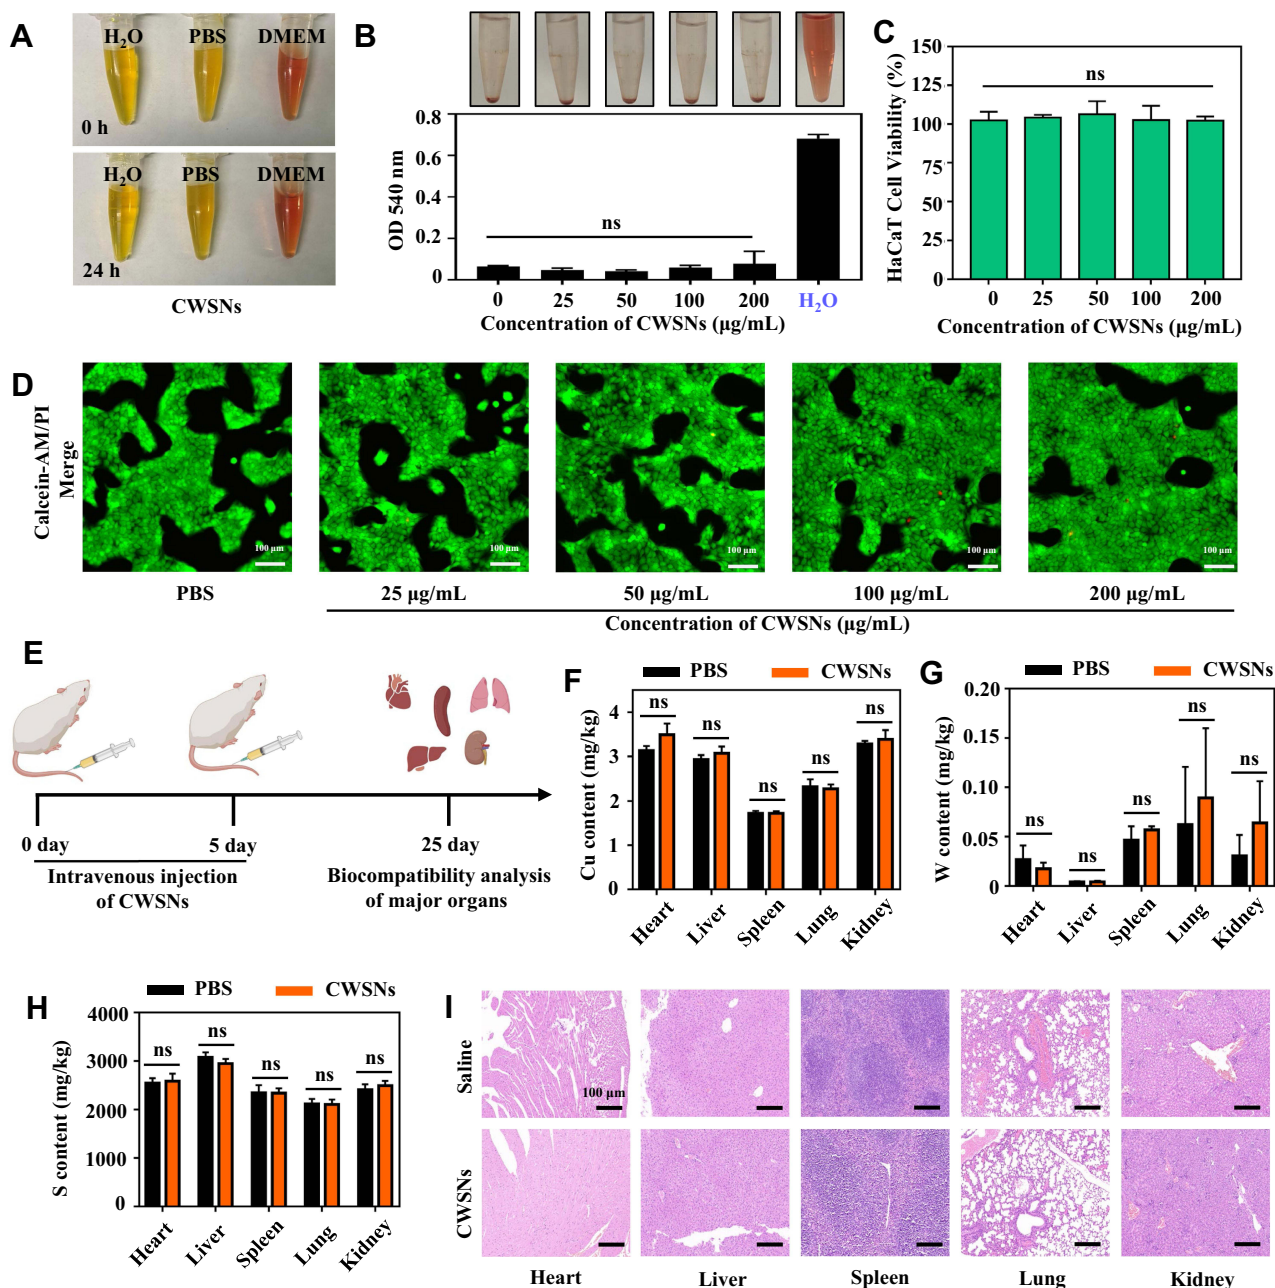 A
H₂O PBS DMEM
0 h
H₂O PBS DMEM
24 h
CWSNs
B
OD 540 nm
0.8
0.6
0.4
0.2
0
ns
0 25 50 100 200 H₂O
Concentration of CWSNs (μg/mL)
C
HaCaT Cell Viability (%)
150
125
100
75
50
25
0
ns
0 25 50 100 200
Concentration of CWSNs (μg/mL)
D
Calcein-AM/PI
Merge
100 μm 100 μm 100 μm 100 μm 100 μm
PBS 25 μg/mL 50 μg/mL 100 μg/mL 200 μg/mL
Concentration of CWSNs (μg/mL)
E
0 day 5 day 25 day
Intravenous injection
of CWSNs
Biocompatibility analysis
of major organs
F
PBS CWSNs
Cu content (mg/kg)
4
3
2
1
0
ns ns ns ns ns
Heart Liver Spleen Lung Kidney
G
PBS CWSNs
W content (mg/kg)
0.20
0.15
0.10
0.05
0
ns ns ns ns ns
Heart Liver Spleen Lung Kidney
H
PBS CWSNs
S content (mg/kg)
4000
3000
2000
1000
0
ns ns ns ns ns
Heart Liver Spleen Lung Kidney
I
Saline
100 μm
CWSNs
Heart Liver Spleen Lung Kidney